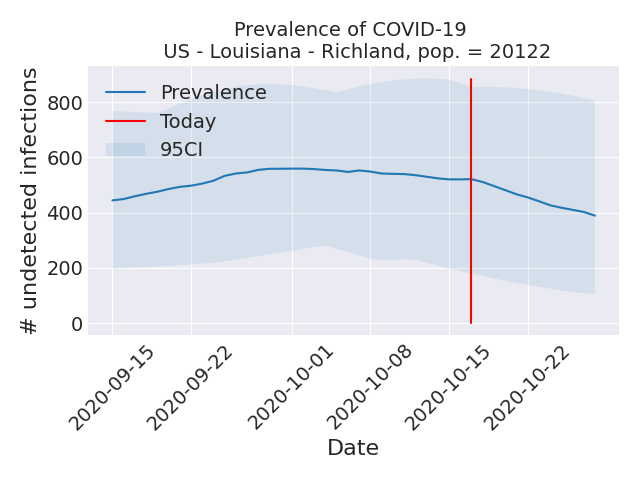 Prevalence of COVID-19
US - Louisiana - Richland, pop. = 20122
# undetected infections
800
600
400
200
0
Prevalence
Today
95CI
2020-09-15
2020-09-22
2020-10-01
2020-10-08
2020-10-15
2020-10-22
Date